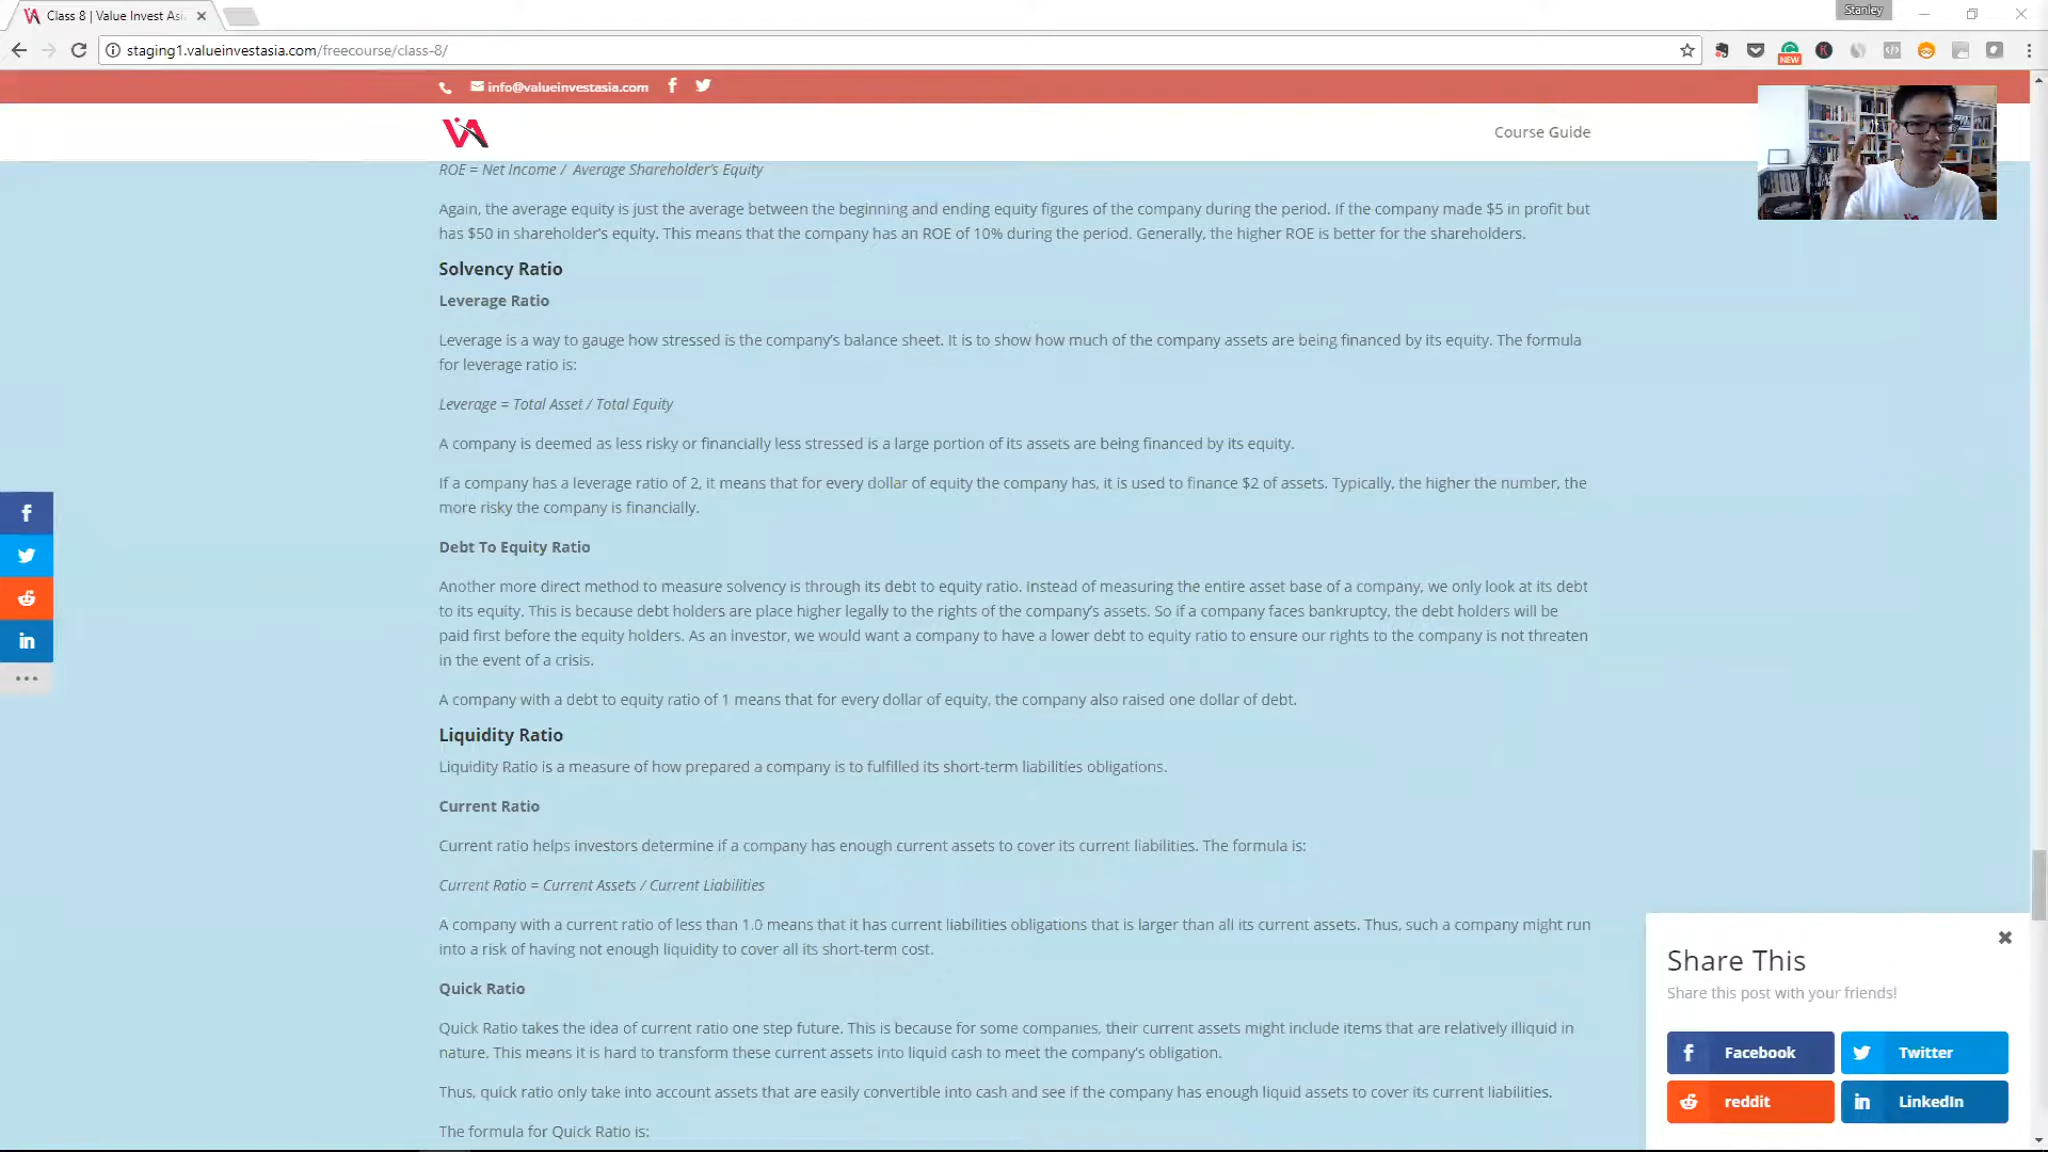 Class 8 | Value Invest Asi
Stanley
staging1.valueinvestasia.com/freecourse/class-8/
NEW
info@valueinvestasia.com
VIA
Course Guide
ROE = Net Income / Average Shareholder's Equity
Again, the average equity is just the average between the beginning and ending equity figures of the company during the period. If the company made $5 in profit but
has $50 in shareholder's equity. This means that the company has an ROE of 10% during the period. Generally, the higher ROE is better for the shareholders.
Solvency Ratio
Leverage Ratio
Leverage is a way to gauge how stressed is the company's balance sheet. It is to show how much of the company assets are being financed by its equity. The formula
for leverage ratio is:
Leverage = Total Asset / Total Equity
A company is deemed as less risky or financially less stressed is a large portion of its assets are being financed by its equity.
If a company has a leverage ratio of 2, it means that for every dollar of equity the company has, it is used to finance $2 of assets. Typically, the higher the number, the
more risky the company is financially.
Debt To Equity Ratio
Another more direct method to measure solvency is through its debt to equity ratio. Instead of measuring the entire asset base of a company, we only look at its debt
to its equity. This is because debt holders are place higher legally to the rights of the company's assets. So if a company faces bankruptcy, the debt holders will be
paid first before the equity holders. As an investor, we would want a company to have a lower debt to equity ratio to ensure our rights to the company is not threaten
in the event of a crisis.
A company with a debt to equity ratio of 1 means that for every dollar of equity, the company also raised one dollar of debt.
Liquidity Ratio
Liquidity Ratio is a measure of how prepared a company is to fulfilled its short-term liabilities obligations.
Current Ratio
Current ratio helps investors determine if a company has enough current assets to cover its current liabilities. The formula is:
Current Ratio = Current Assets / Current Liabilities
A company with a current ratio of less than 1.0 means that it has current liabilities obligations that is larger than all its current assets. Thus, such a company might run
into a risk of having not enough liquidity to cover all its short-term cost.
Quick Ratio
Quick Ratio takes the idea of current ratio one step future. This is because for some companies, their current assets might include items that are relatively illiquid in
nature. This means it is hard to transform these current assets into liquid cash to meet the company's obligation.
Thus, quick ratio only take into account assets that are easily convertible into cash and see if the company has enough liquid assets to cover its current liabilities.
The formula for Quick Ratio is:
Share This
Share this post with your friends!
Facebook
Twitter
reddit
LinkedIn